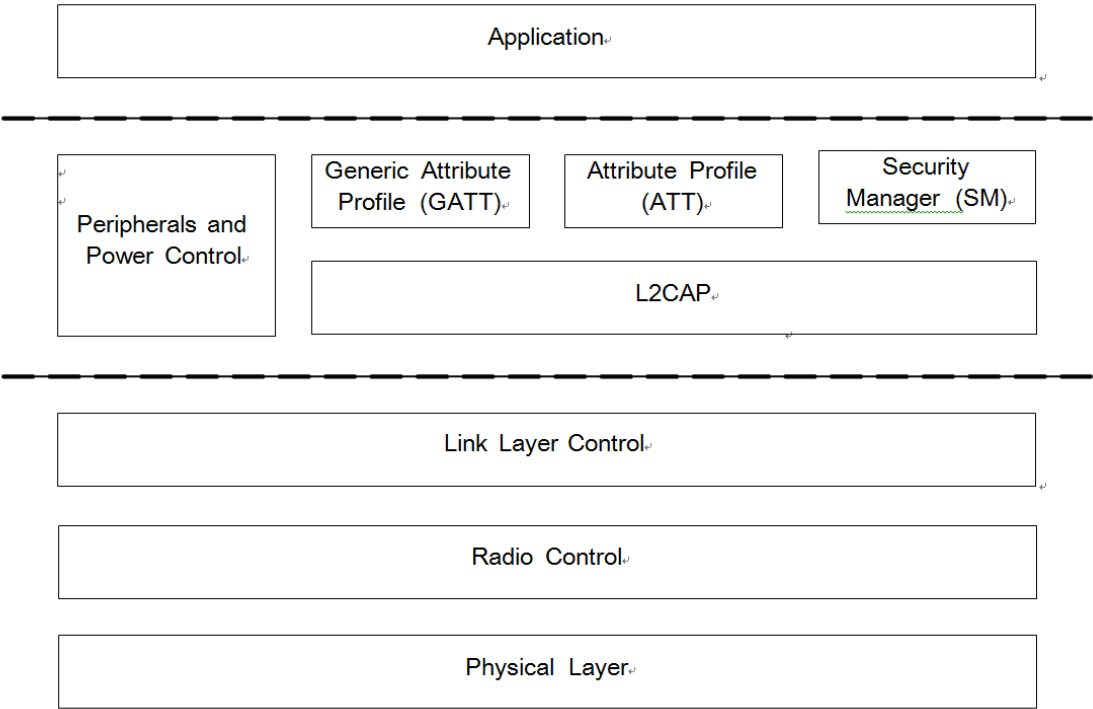 Application
Generic Attribute
Profile (GATT)
Attribute Profile
(ATT)
Security
Manager (SM)
Peripherals and
Power Control
L2CAP
Link Layer Control
Radio Control
Physical Layer